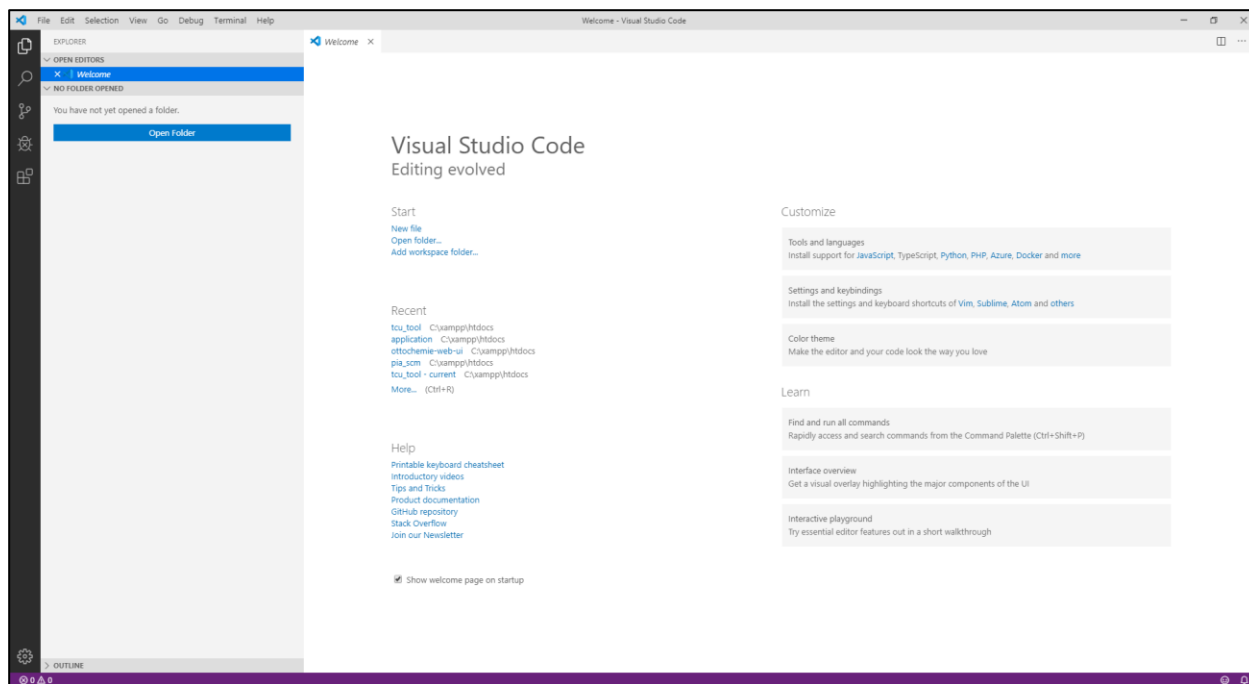 File Edit Selection View Go Debug Terminal Help
Welcome - Visual Studio Code
EXPLORER
OPEN EDITORS
Welcome
NO FOLDER OPENED
You have not yet opened a folder.
Open Folder
OUTLINE
Welcome
Visual Studio Code
Editing evolved
Start
New file
Open folder...
Add workspace folder...
Recent
tcu_tool C:\xampp\htdocs
application C:\xampp\htdocs
ottochemie-web-ui C:\xampp\htdocs
pia_scm C:\xampp\htdocs
tcu_tool - current C:\xampp\htdocs
More... (Ctrl+R)
Help
Printable keyboard cheatsheet
Introductory videos
Tips and Tricks
Product documentation
GitHub repository
Stack Overflow
Join our Newsletter
Show welcome page on startup
Customize
Tools and languages
Install support for JavaScript, TypeScript, Python, PHP, Azure, Docker and more
Settings and keybindings
Install the settings and keyboard shortcuts of Vim, Sublime, Atom and others
Color theme
Make the editor and your code look the way you love
Learn
Find and run all commands
Rapidly access and search commands from the Command Palette (Ctrl+Shift+P)
Interface overview
Get a visual overlay highlighting the major components of the UI
Interactive playground
Try essential editor features out in a short walkthrough
0 0